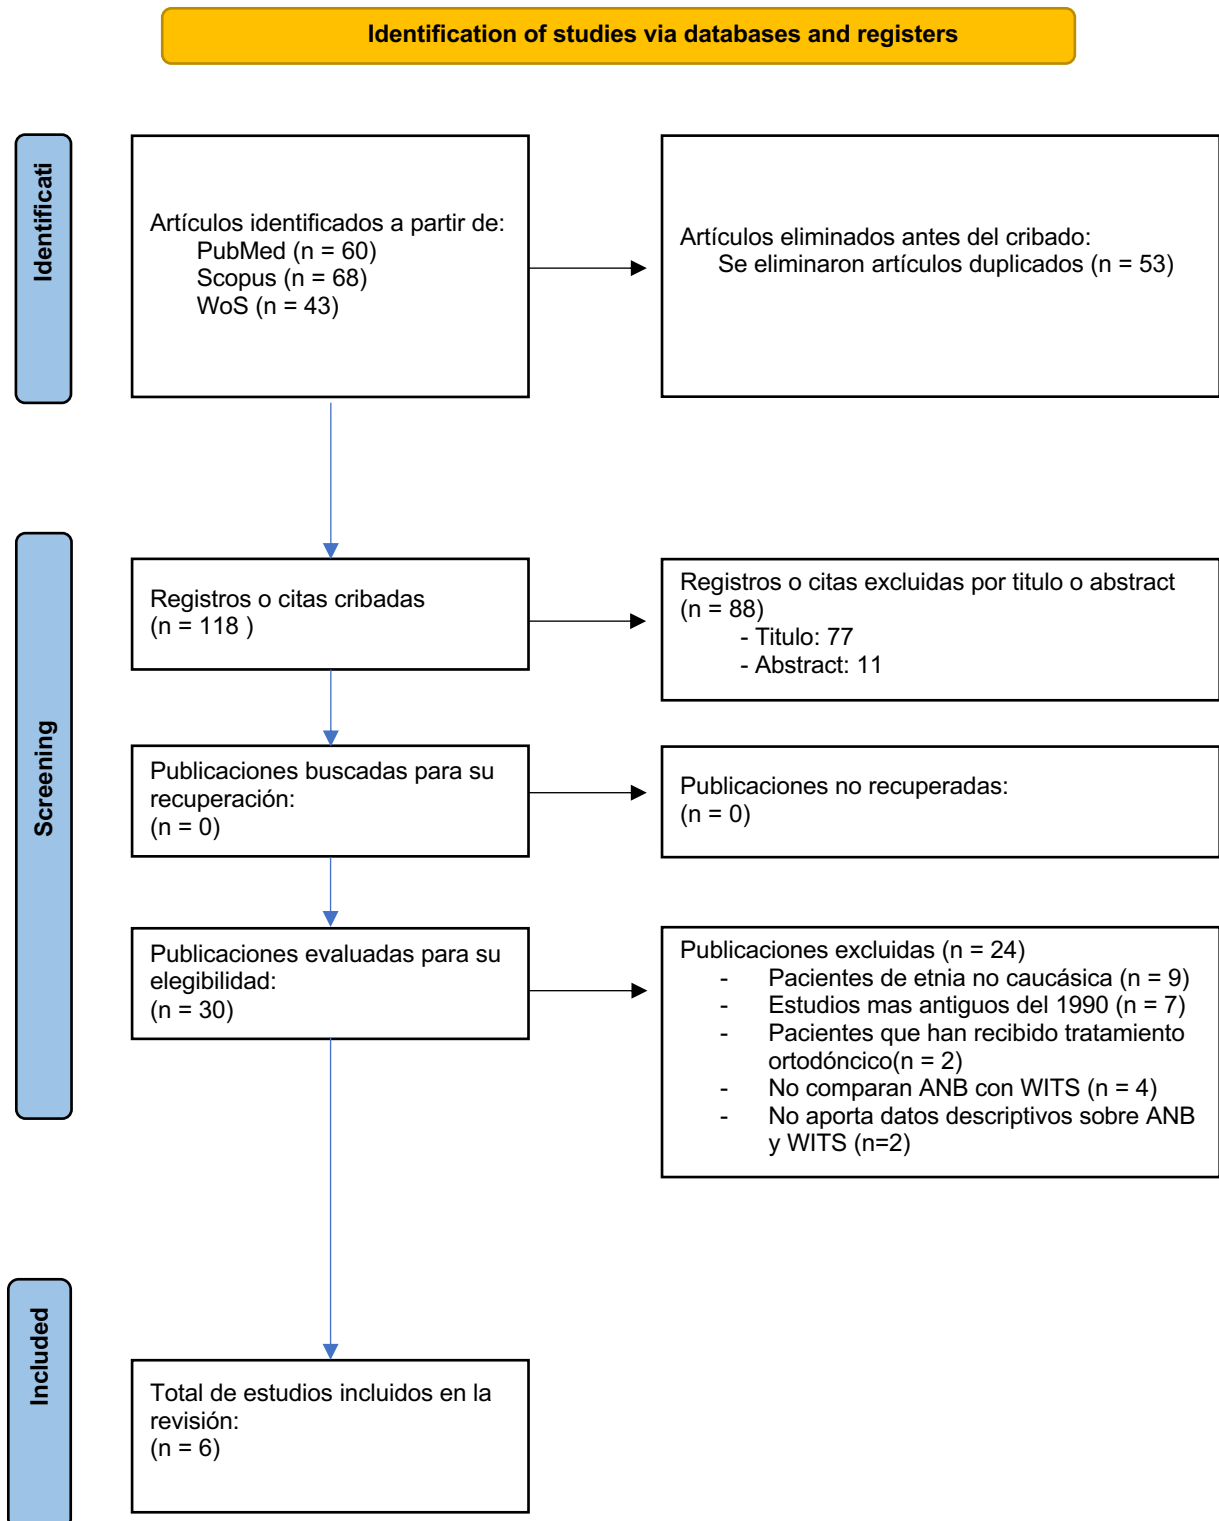 Identification of studies via databases and registers
Identificati
Artículos identificados a partir de:
PubMed (n = 60)
Scopus (n = 68)
WoS (n = 43)
Artículos eliminados antes del cribado:
Se eliminaron artículos duplicados (n = 53)
Screening
Registros o citas cribadas
(n = 118 )
Registros o citas excluidas por titulo o abstract
(n = 88)
- Titulo: 77
- Abstract: 11
Publicaciones buscadas para su
recuperación:
(n = 0)
Publicaciones no recuperadas:
(n = 0)
Publicaciones evaluadas para su
elegibilidad:
(n = 30)
Publicaciones excluidas (n = 24)
- Pacientes de etnia no caucásica (n = 9)
- Estudios mas antiguos del 1990 (n = 7)
- Pacientes que han recibido tratamiento
ortodóncico(n = 2)
- No comparan ANB con WITS (n = 4)
- No aporta datos descriptivos sobre ANB
y WITS (n=2)
Included
Total de estudios incluidos en la
revisión:
(n = 6)